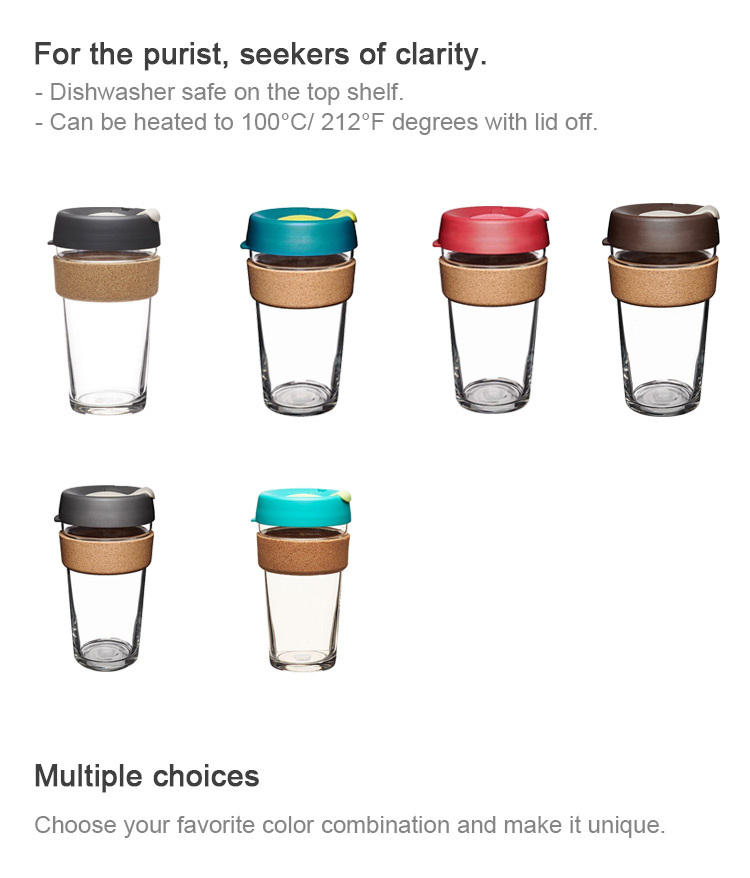 For the purist, seekers of clarity.
- Dishwasher safe on the top shelf.
- Can be heated to 100°C/ 212°F degrees with lid off.
Multiple choices
Choose your favorite color combination and make it unique.